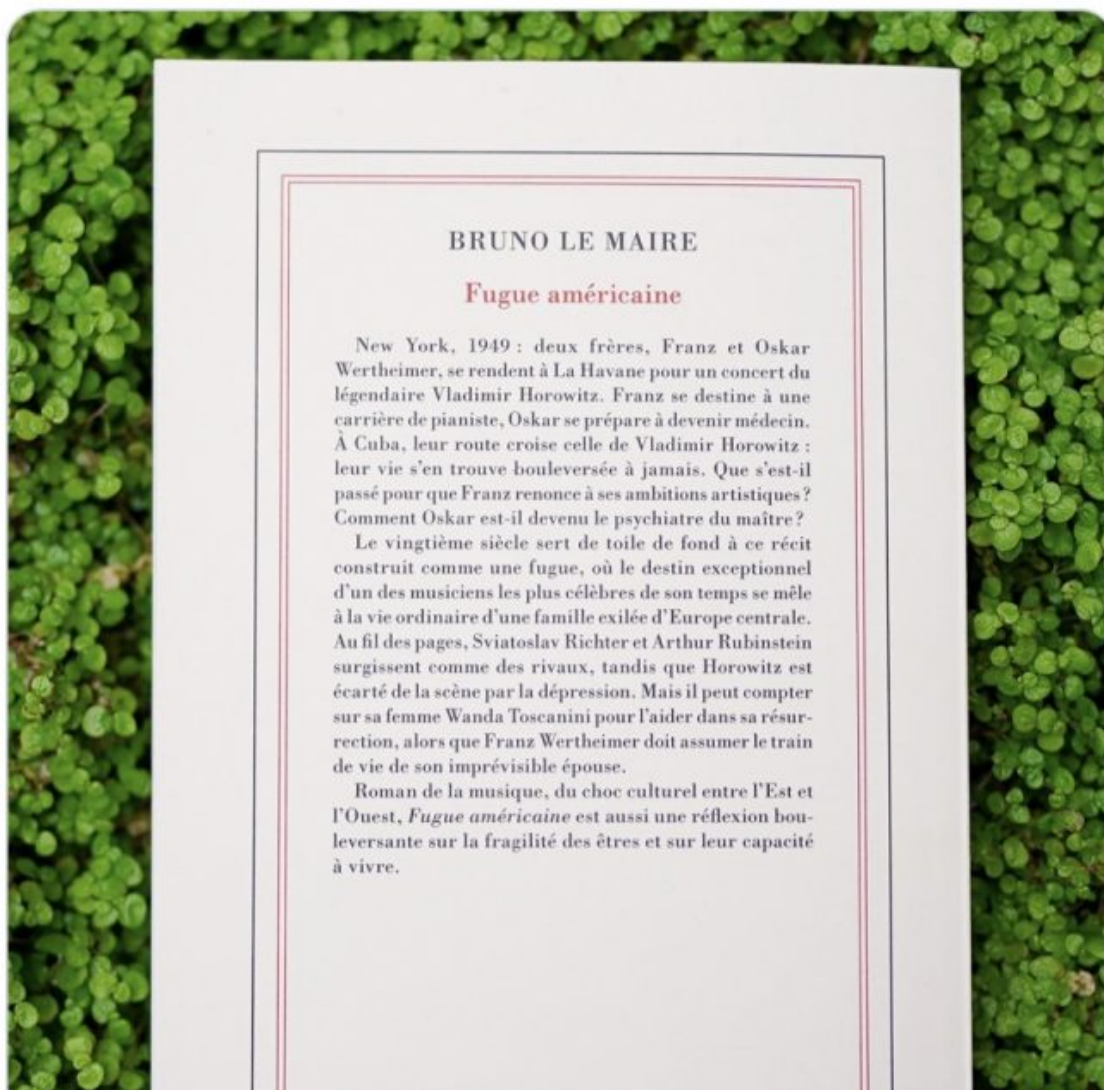 BRUNO LE MAIRE
Fugue américaine
New York, 1949 : deux frères, Franz et Oskar
Wertheimer, se rendent à La Havane pour un concert du
légendaire Vladimir Horowitz. Franz se destine à une
carrière de pianiste, Oskar se prépare à devenir médecin.
À Cuba, leur route croise celle de Vladimir Horowitz :
leur vie s'en trouve bouleversée à jamais. Que s'est-il
passé pour que Franz renonce à ses ambitions artistiques ?
Comment Oskar est-il devenu le psychiatre du maître ?
Le vingtième siècle sert de toile de fond à ce récit
construit comme une fugue, où le destin exceptionnel
d'un des musiciens les plus célèbres de son temps se mêle
à la vie ordinaire d'une famille exilée d'Europe centrale.
Au fil des pages, Sviatoslav Richter et Arthur Rubinstein
surgissent comme des rivaux, tandis que Horowitz est
écarté de la scène par la dépression. Mais il peut compter
sur sa femme Wanda Toscanini pour l'aider dans sa résur-
rection, alors que Franz Wertheimer doit assumer le train
de vie de son imprévisible épouse.
Roman de la musique, du choc culturel entre l'Est et
l'Ouest, Fugue américaine est aussi une réflexion bou-
leversante sur la fragilité des êtres et sur leur capacité
à vivre.